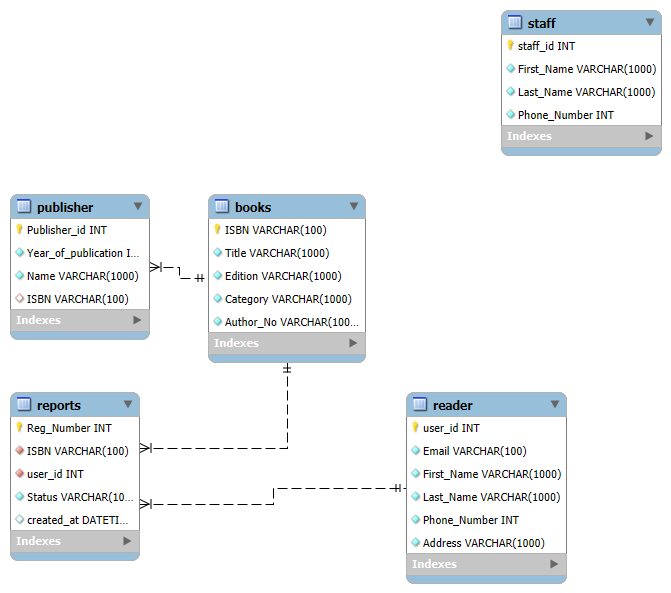 staff
staff_id INT
First_Name VARCHAR(1000)
Last_Name VARCHAR(1000)
Phone_Number INT
Indexes
publisher
Publisher_id INT
Year_of_publication I...
Name VARCHAR(1000)
ISBN VARCHAR(100)
Indexes
books
ISBN VARCHAR(100)
Title VARCHAR(1000)
Edition VARCHAR(1000)
Category VARCHAR(1000)
Author_No VARCHAR(100...
Indexes
reports
Reg_Number INT
ISBN VARCHAR(100)
user_id INT
Status VARCHAR(10...
created_at DATETI...
Indexes
reader
user_id INT
Email VARCHAR(100)
First_Name VARCHAR(1000)
Last_Name VARCHAR(1000)
Phone_Number INT
Address VARCHAR(1000)
Indexes